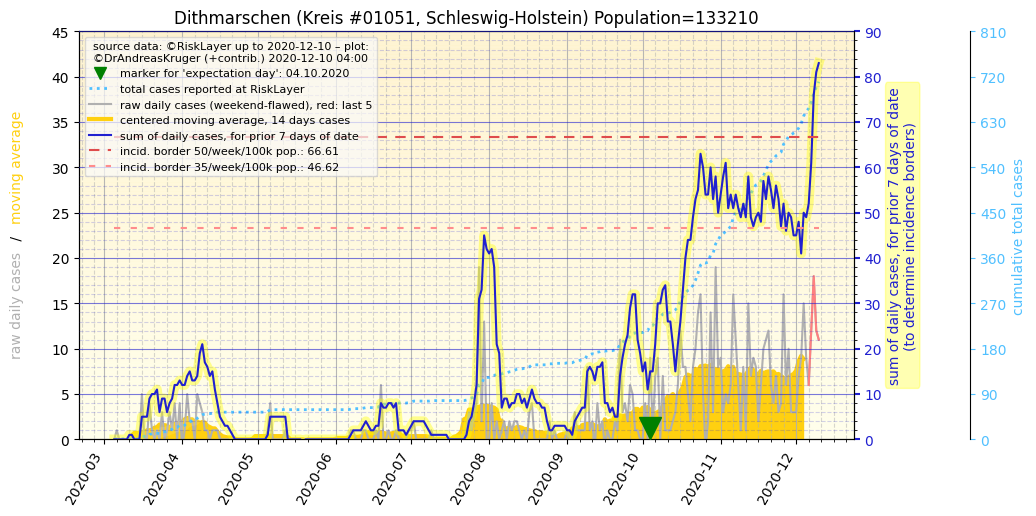 Dithmarschen (Kreis #01051, Schleswig-Holstein) Population=133210
source data: ©RiskLayer up to 2020-12-10 – plot:
©DrAndreasKruger (+contrib.) 2020-12-10 04:00
marker for 'expectation day': 04.10.2020
total cases reported at RiskLayer
raw daily cases (weekend-flawed), red: last 5
centered moving average, 14 days cases
sum of daily cases, for prior 7 days of date
incid. border 50/week/100k pop.: 66.61
incid. border 35/week/100k pop.: 46.62
raw daily cases / moving average
45
40
35
30
25
20
15
10
5
0
90
80
70
60
50
40
30
20
10
0
sum of daily cases, for prior 7 days of date
(to determine incidence borders)
810
720
630
540
450
360
270
180
90
0
cumulative total cases
2020-03
2020-04
2020-05
2020-06
2020-07
2020-08
2020-09
2020-10
2020-11
2020-12